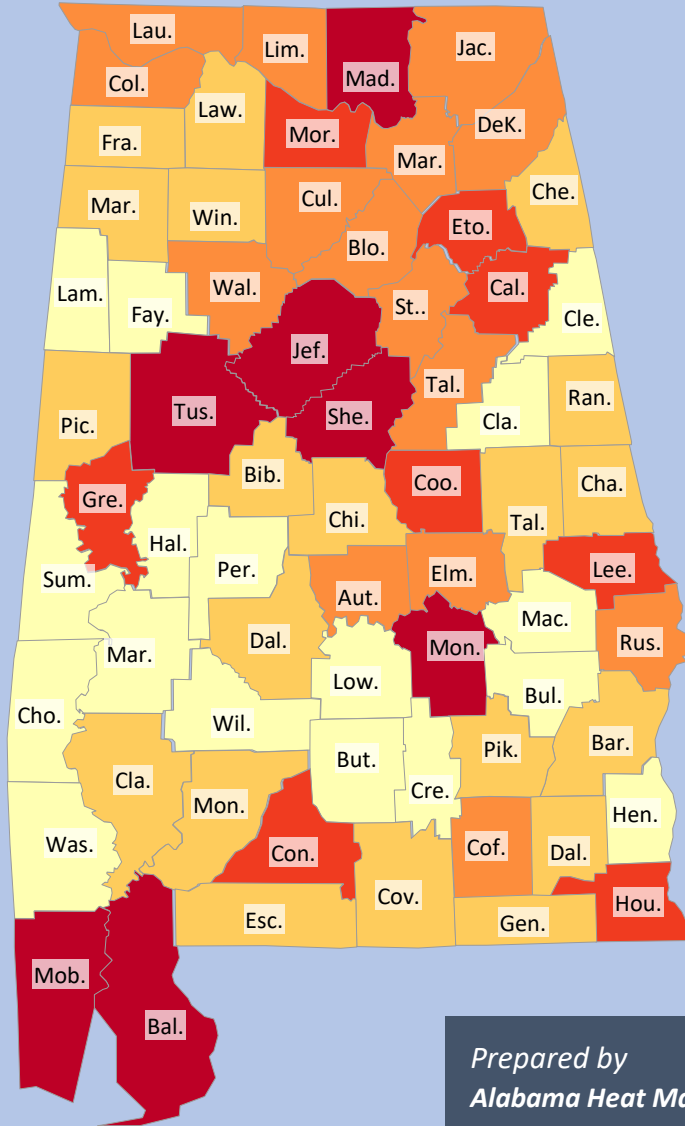 Lau.
Lim.
Mad.
Jac.
Col.
Law.
Mor.
DeK.
Fra.
Mar.
Che.
Mar.
Win.
Cul.
Eto.
Blo.
Lam.
Fay.
Wal.
St..
Cal.
Cle.
Jef.
Tus.
She.
Tal.
Ran.
Pic.
Cla.
Bib.
Coo.
Cha.
Gre.
Chi.
Tal.
Hal.
Sum.
Per.
Aut.
Elm.
Lee.
Mar.
Dal.
Mon.
Mac.
Rus.
Low.
Bul.
Cho.
Wil.
But.
Pik.
Bar.
Cla.
Mon.
Cre.
Hen.
Was.
Con.
Cof.
Dal.
Esc.
Cov.
Gen.
Hou.
Mob.
Bal.
Prepared by
Alabama Heat Ma